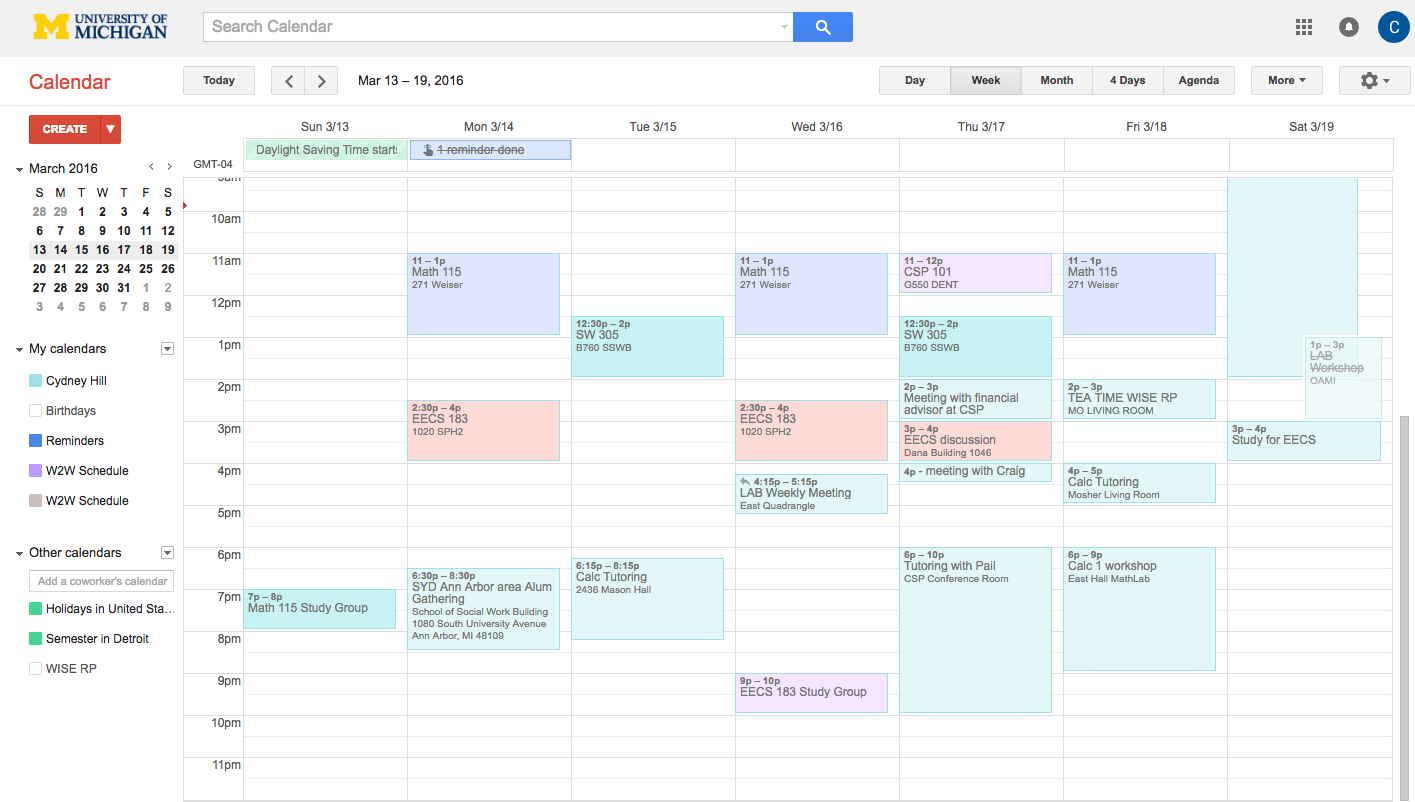 UNIVERSITY OF
MICHIGAN
Search Calendar
C
Calendar
Today
Mar 13 – 19, 2016
Day
Week
Month
4 Days
Agenda
More
CREATE
March 2016
S M T W T F S
28 29 1 2 3 4 5
6 7 8 9 10 11 12
13 14 15 16 17 18 19
20 21 22 23 24 25 26
27 28 29 30 31 1 2
3 4 5 6 7 8 9
My calendars
Cydney Hill
Birthdays
Reminders
W2W Schedule
W2W Schedule
Other calendars
Add a coworker's calendar
Holidays in United Sta...
Semester in Detroit
WISE RP
Sun 3/13
Mon 3/14
Tue 3/15
Wed 3/16
Thu 3/17
Fri 3/18
Sat 3/19
GMT-04
Daylight Saving Time starts
1 reminder done
9am
10am
11am
12pm
1pm
2pm
3pm
4pm
5pm
6pm
7pm
8pm
9pm
10pm
11pm
7p – 8p
Math 115 Study Group
11 – 1p
Math 115
271 Weiser
2:30p – 4p
EECS 183
1020 SPH2
6:30p – 8:30p
SYD Ann Arbor area Alum
Gathering
School of Social Work Building
1080 South University Avenue
Ann Arbor, MI 48109
12:30p – 2p
SW 305
B760 SSWB
6:15p – 8:15p
Calc Tutoring
2436 Mason Hall
11 – 1p
Math 115
271 Weiser
2:30p – 4p
EECS 183
1020 SPH2
4:15p – 5:15p
LAB Weekly Meeting
East Quadrangle
9p – 10p
EECS 183 Study Group
11 – 12p
CSP 101
G550 DENT
12:30p – 2p
SW 305
B760 SSWB
2p – 3p
Meeting with financial
advisor at CSP
3p – 4p
EECS discussion
Dana Building 1046
4p - meeting with Craig
6p – 10p
Tutoring with Pail
CSP Conference Room
11 – 1p
Math 115
271 Weiser
2p – 3p
TEA TIME WISE RP
MO LIVING ROOM
4p – 5p
Calc Tutoring
Mosher Living Room
6p – 9p
Calc 1 workshop
East Hall MathLab
1p – 3p
LAB
Workshop
OAMI
3p – 4p
Study for EECS